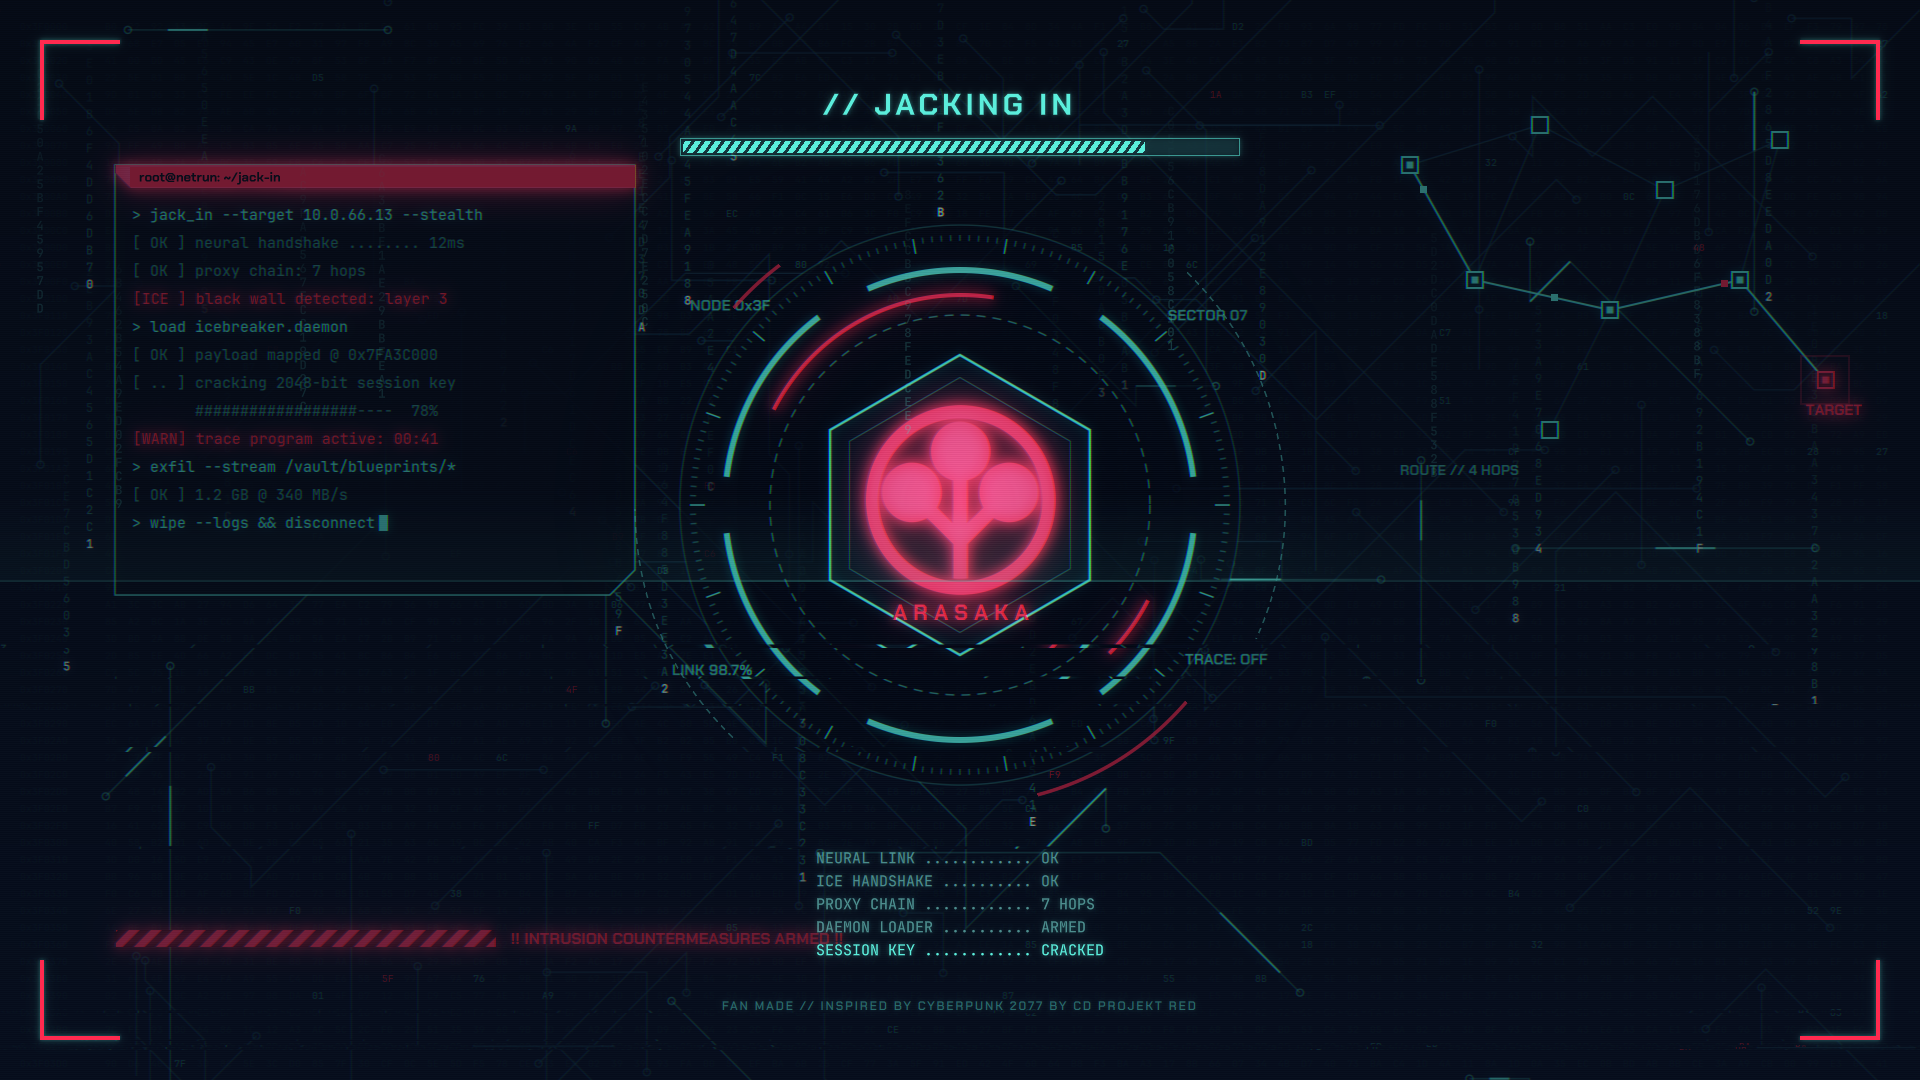 // JACKING IN
root@netrun: ~/jack-in
> jack_in --target 10.0.66.13 --stealth
[ OK ] neural handshake ........ 12ms
[ OK ] proxy chain: 7 hops
[ICE ] black wall detected: layer 3
> load icebreaker.daemon
[ OK ] payload mapped @ 0x7FA3C000
[ .. ] cracking 2048-bit session key
##################---- 78%
[WARN] trace program active: 00:41
> exfil --stream /vault/blueprints/*
[ OK ] 1.2 GB @ 340 MB/s
> wipe --logs && disconnect
NODE 0x3F
SECTOR 07
ARASAKA
LINK 98.7%
TRACE: OFF
TARGET
ROUTE // 4 HOPS
NEURAL LINK ............ OK
ICE HANDSHAKE .......... OK
PROXY CHAIN ............ 7 HOPS
DAEMON LOADER .......... ARMED
SESSION KEY ............ CRACKED
!! INTRUSION COUNTERMEASURES ARMED !!
FAN MADE // INSPIRED BY CYBERPUNK 2077 BY CD PROJEKT RED